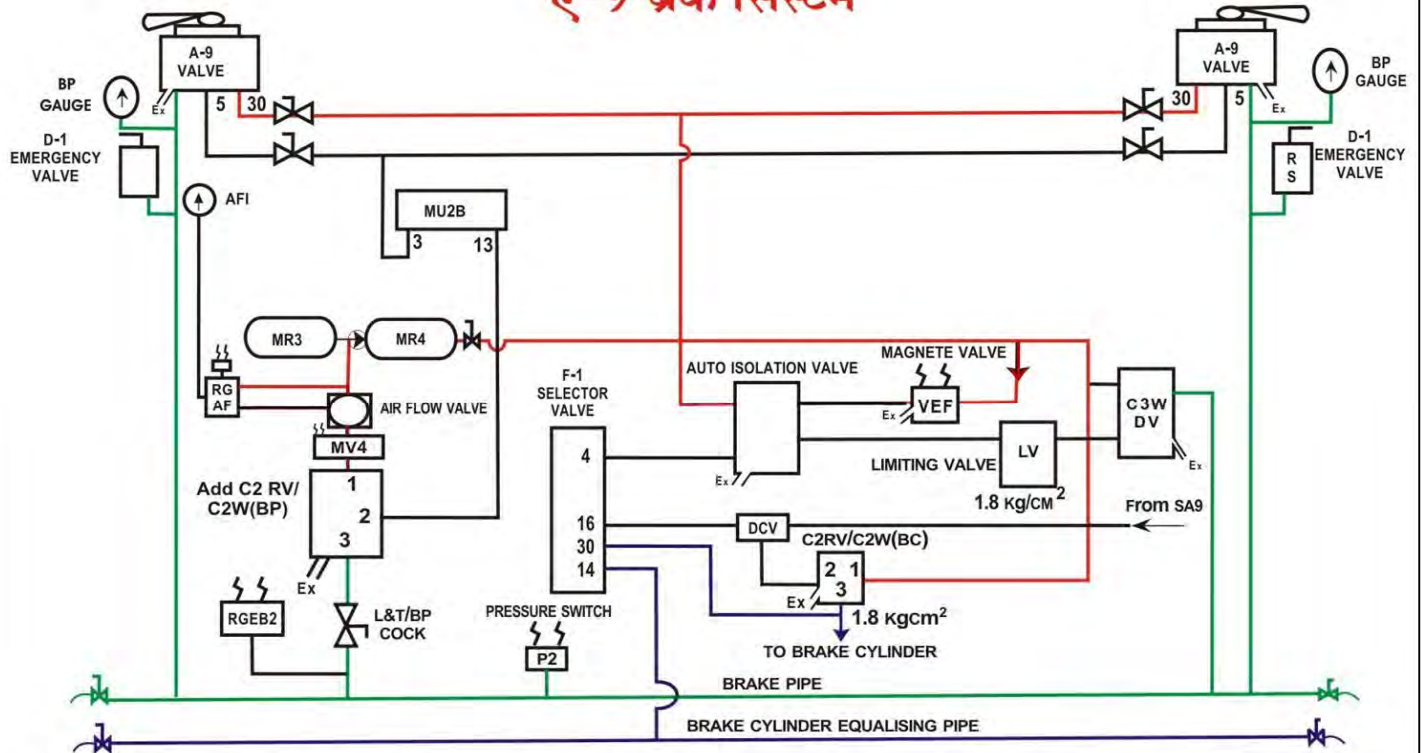 ए-9 ब्रेक सिस्टम
A-9
VALVE
A-9
VALVE
BP
GAUGE
BP
GAUGE
Ex
5
30
30
5
Ex
D-1
EMERGENCY
VALVE
R
S
D-1
EMERGENCY
VALVE
AFI
MU2B
3
13
MR3
MR4
MAGNETE VALVE
AUTO ISOLATION VALVE
F-1
SELECTOR
VALVE
RG
AF
AIR FLOW VALVE
Ex
VEF
C3W
DV
MV4
4
LIMITING VALVE
LV
Ex
Ex
1.8 Kg/CM2
Add C2 RV/
C2W(BP)
1
2
3
From SA9
16
DCV
C2RV/C2W(BC)
30
14
2 1
3
Ex
Ex
1.8 KgCm2
RGEB2
L&T/BP
COCK
PRESSURE SWITCH
P2
TO BRAKE CYLINDER
BRAKE PIPE
BRAKE CYLINDER EQUALISING PIPE